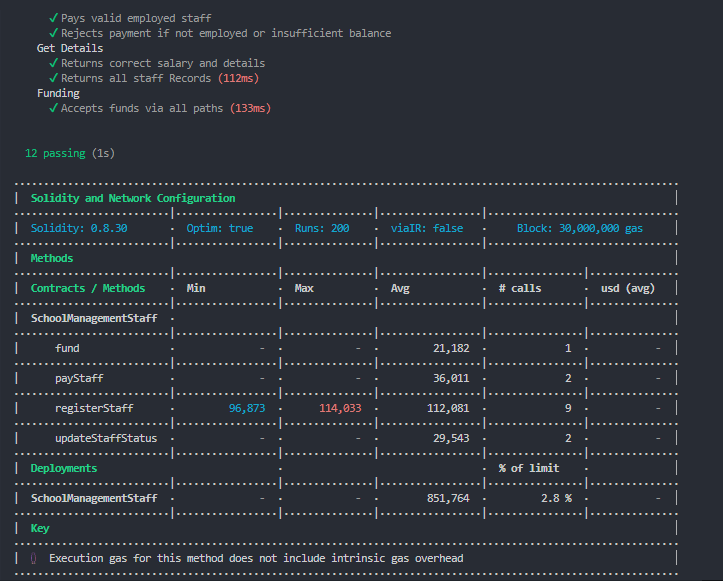 ✓ Pays valid employed staff
✓ Rejects payment if not employed or insufficient balance
Get Details
✓ Returns correct salary and details
✓ Returns all staff Records (112ms)
Funding
✓ Accepts funds via all paths (133ms)
12 passing (1s)
| Solidity and Network Configuration |
| Solidity: 0.8.30 · Optim: true · Runs: 200 · viaIR: false · Block: 30,000,000 gas
| Methods |
| Contracts / Methods · Min · Max · Avg · # calls · usd (avg) |
| SchoolManagementStaff · |
| fund · - · - · 21,182 · 1 · - |
| payStaff · - · - · 36,011 · 2 · - |
| registerStaff · 96,873 · 114,033 · 112,081 · 9 · - |
| updateStaffStatus · - · - · 29,543 · 2 · - |
| Deployments · · % of limit · |
| SchoolManagementStaff · - · - · 851,764 · 2.8 % · - |
| Key |
| Execution gas for this method does not include intrinsic gas overhead |